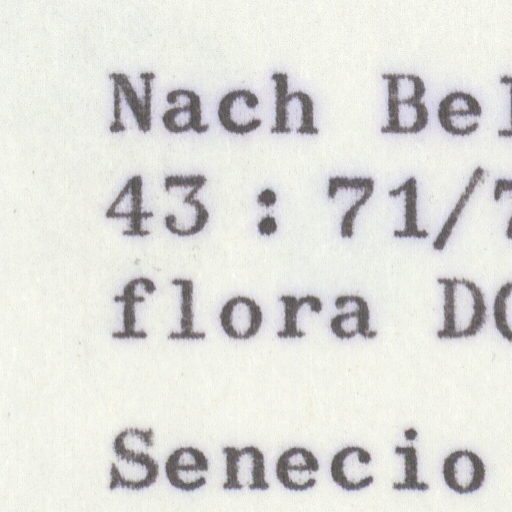 Nach Bel
43 : 71/7
flora DC
Senecio